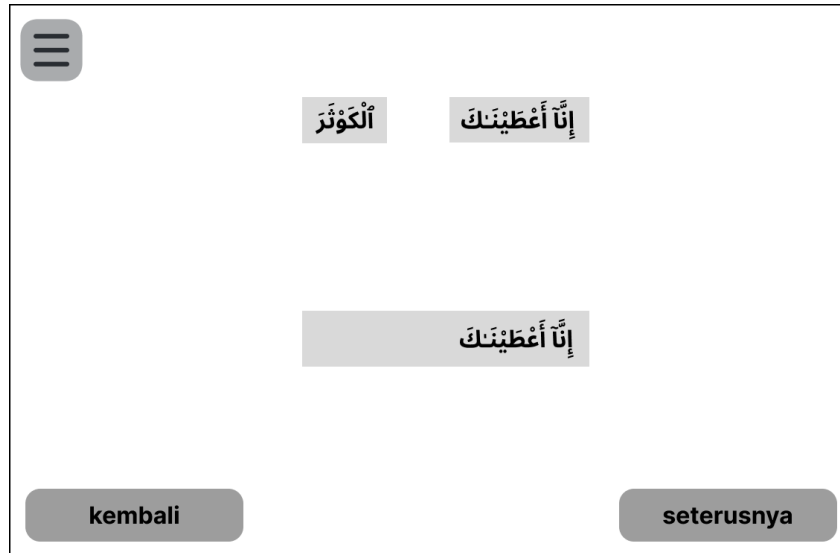 إِنَّآ أَعْطَيْنَـٰكَ ٱلْكَوْثَرَ
إِنَّآ أَعْطَيْنَـٰكَ
kembali seterusnya